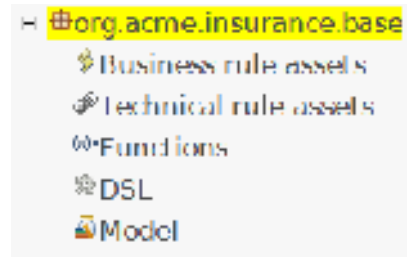 org.acme.insurance.base
Business rule assets
Technical rule assets
Functions
DSL
Model